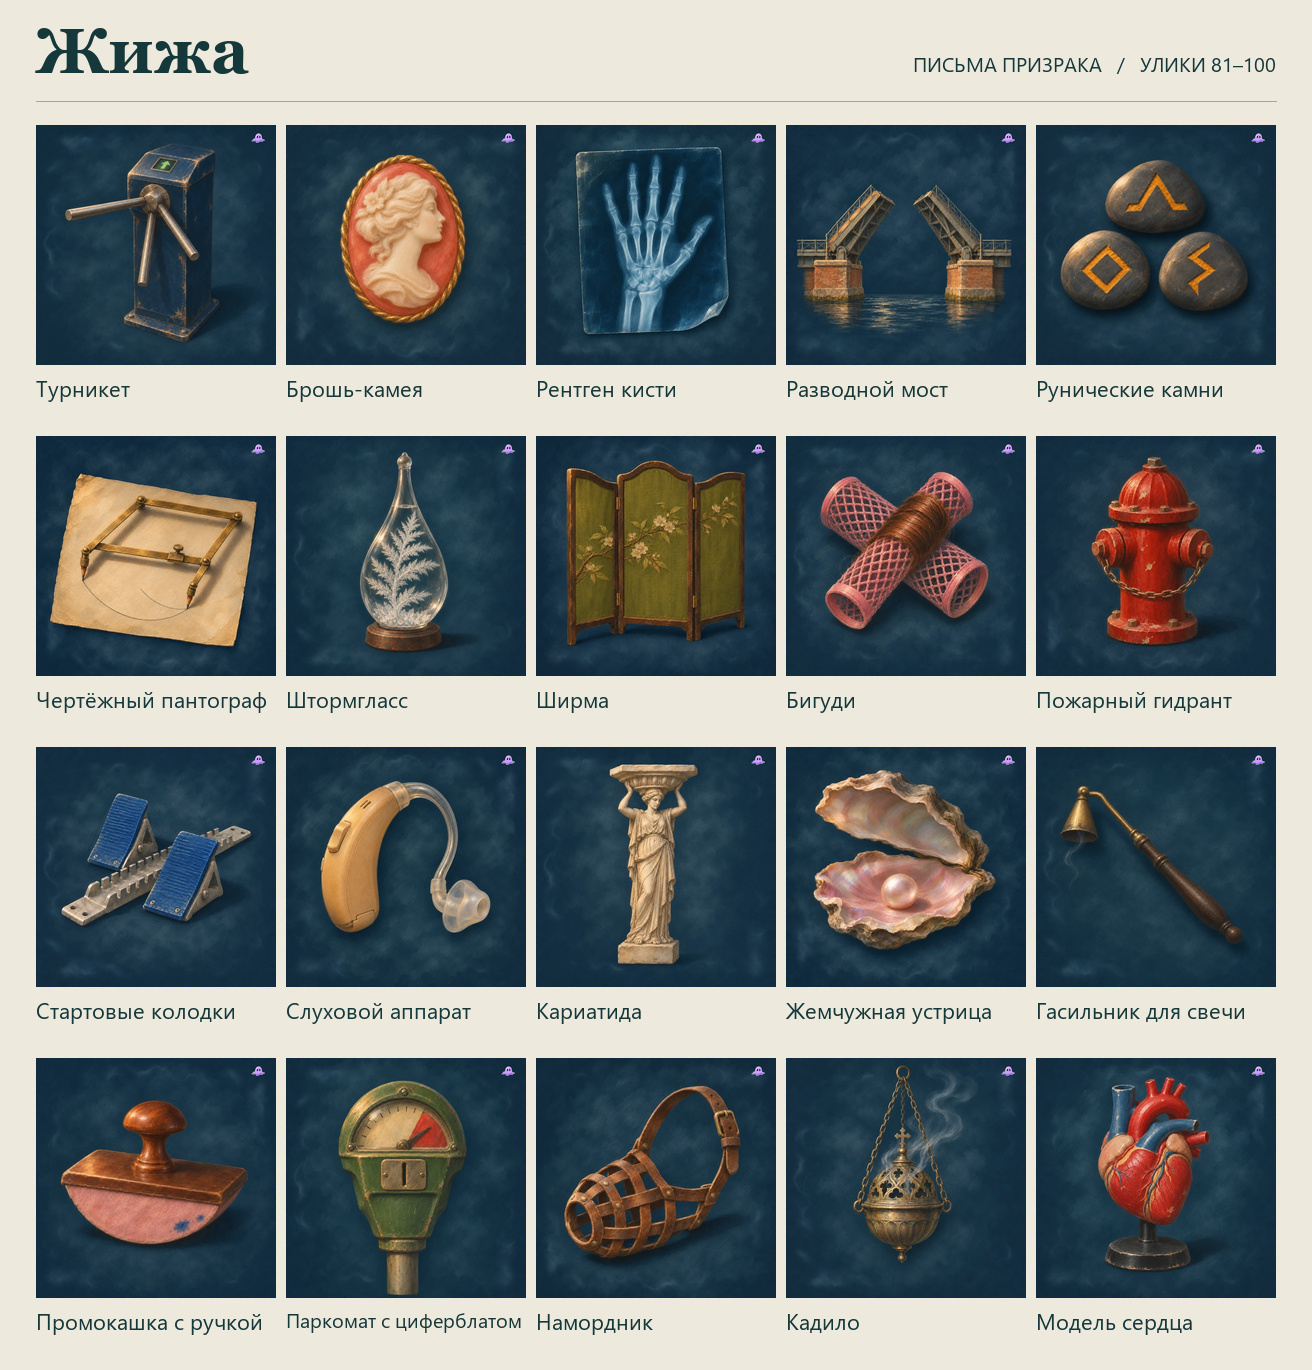 Жижа
ПИСЬМА ПРИЗРАКА / УЛИКИ 81–100
Турникет
Брошь-камея
Рентген кисти
Разводной мост
Рунические камни
Чертёжный пантограф
Штормгласс
Ширма
Бигуди
Пожарный гидрант
Стартовые колодки
Слуховой аппарат
Кариатида
Жемчужная устрица
Гасильник для свечи
Промокашка с ручкой
Паркомат с циферблатом
Намордник
Кадило
Модель сердца